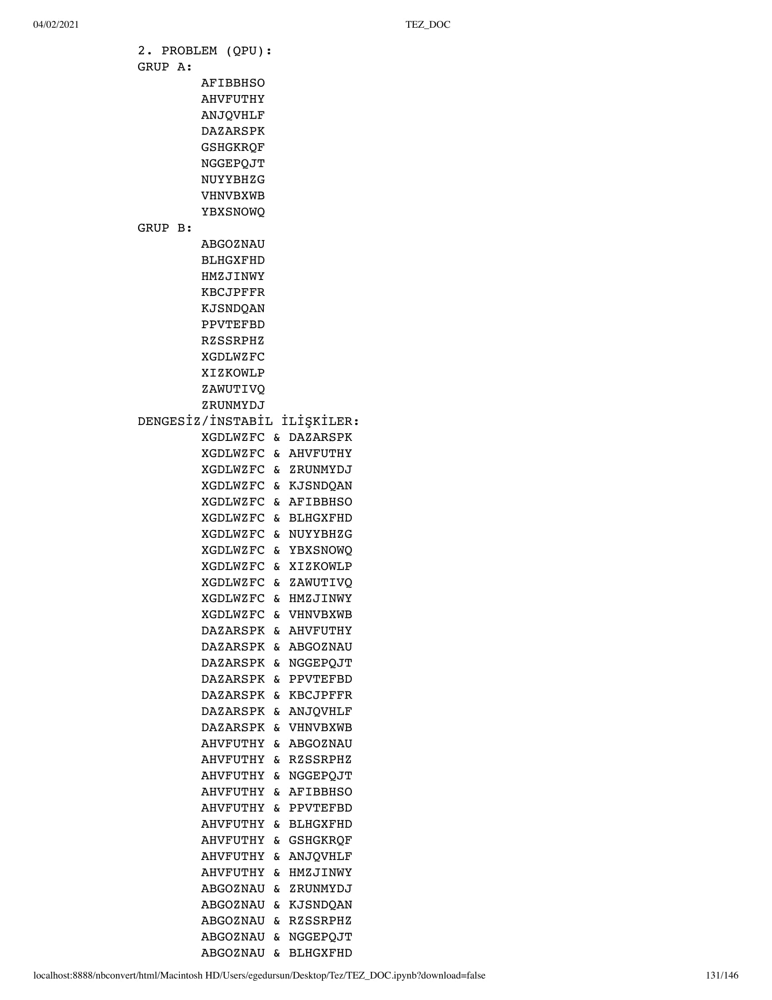 04/02/2021 TEZ_DOC
2. PROBLEM (QPU):
GRUP A:
AFIBBHSO
AHVFUTHY
ANJQVHLF
DAZARSPK
GSHGKRQF
NGGEPQJT
NUYYBHZG
VHNVBXWB
YBXSNOWQ
GRUP B:
ABGOZNAU
BLHGXFHD
HMZJINWY
KBCJPFFR
KJSNDQAN
PPVTEFBD
RZSSRPHZ
XGDLWZFC
XIZKOWLP
ZAWUTIVQ
ZRUNMYDJ
DENGESİZ/İNSTABİL İLİŞKİLER:
XGDLWZFC & DAZARSPK
XGDLWZFC & AHVFUTHY
XGDLWZFC & ZRUNMYDJ
XGDLWZFC & KJSNDQAN
XGDLWZFC & AFIBBHSO
XGDLWZFC & BLHGXFHD
XGDLWZFC & NUYYBHZG
XGDLWZFC & YBXSNOWQ
XGDLWZFC & XIZKOWLP
XGDLWZFC & ZAWUTIVQ
XGDLWZFC & HMZJINWY
XGDLWZFC & VHNVBXWB
DAZARSPK & AHVFUTHY
DAZARSPK & ABGOZNAU
DAZARSPK & NGGEPQJT
DAZARSPK & PPVTEFBD
DAZARSPK & KBCJPFFR
DAZARSPK & ANJQVHLF
DAZARSPK & VHNVBXWB
AHVFUTHY & ABGOZNAU
AHVFUTHY & RZSSRPHZ
AHVFUTHY & NGGEPQJT
AHVFUTHY & AFIBBHSO
AHVFUTHY & PPVTEFBD
AHVFUTHY & BLHGXFHD
AHVFUTHY & GSHGKRQF
AHVFUTHY & ANJQVHLF
AHVFUTHY & HMZJINWY
ABGOZNAU & ZRUNMYDJ
ABGOZNAU & KJSNDQAN
ABGOZNAU & RZSSRPHZ
ABGOZNAU & NGGEPQJT
ABGOZNAU & BLHGXFHD
localhost:8888/nbconvert/html/Macintosh HD/Users/egedursun/Desktop/Tez/TEZ_DOC.ipynb?download=false 131/146